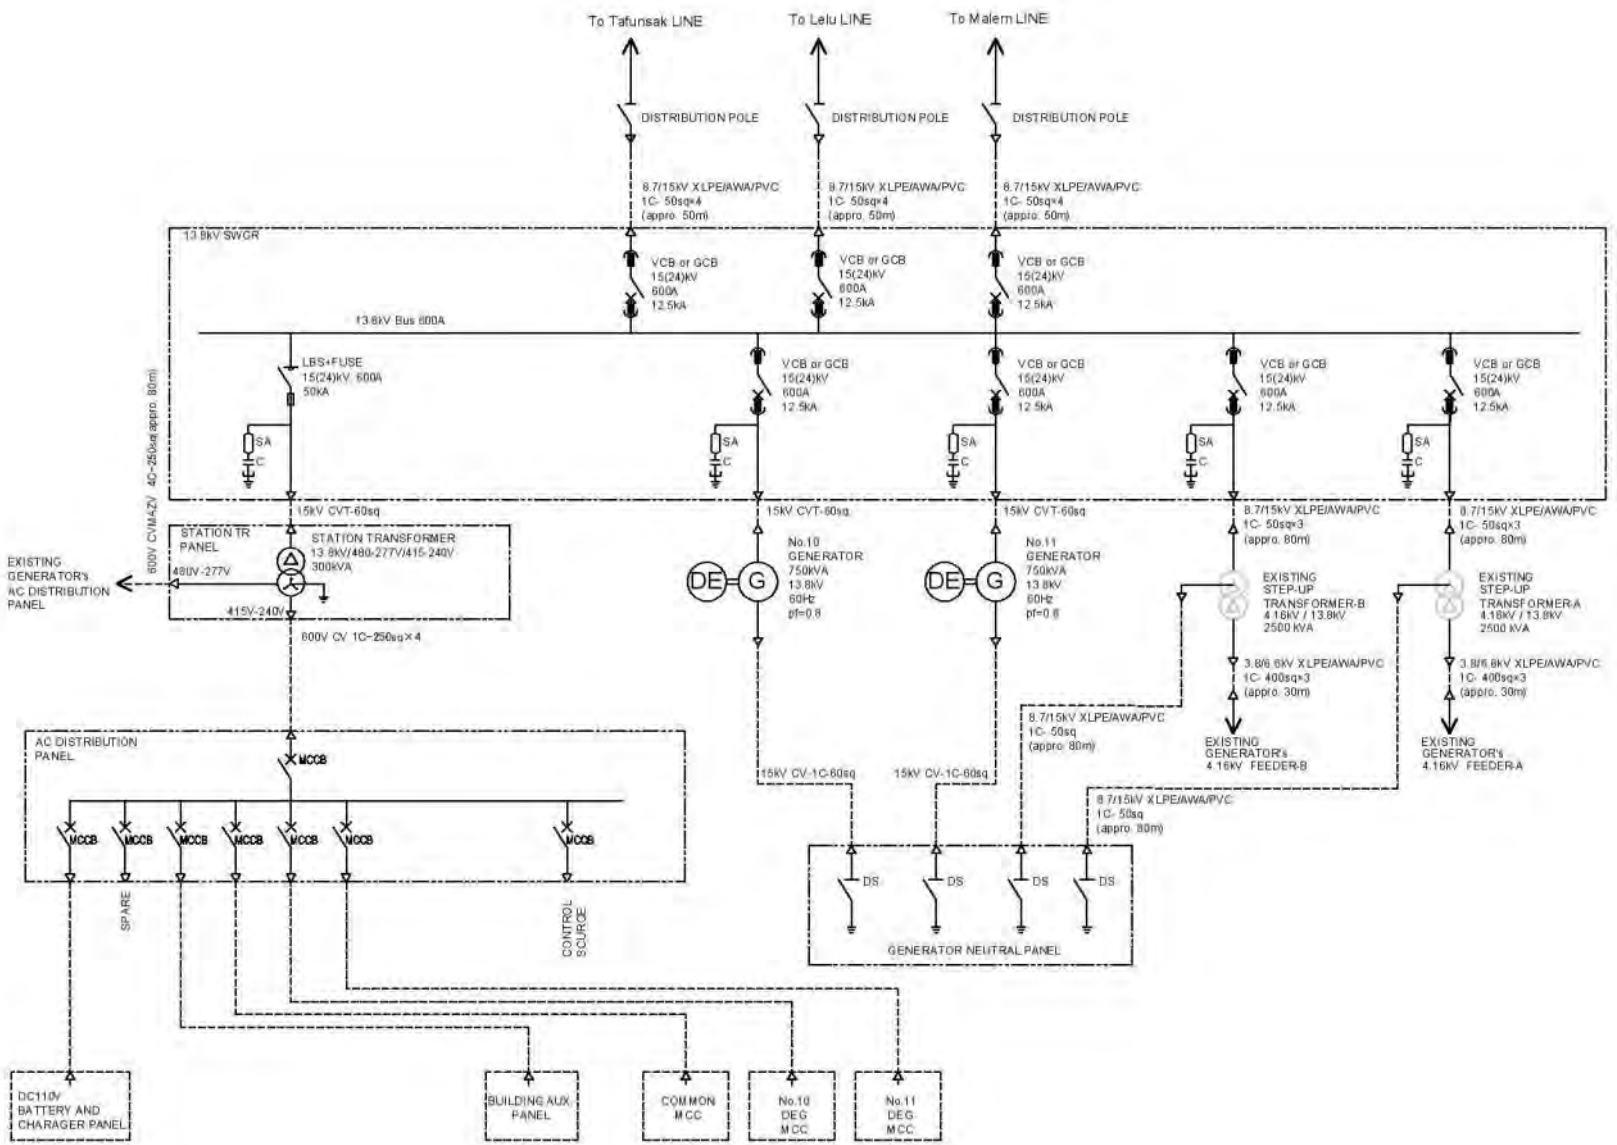 To Tafunsak LINE
To Lelu LINE
To Malem LINE
DISTRIBUTION POLE
DISTRIBUTION POLE
DISTRIBUTION POLE
8.7/15kV XLPE/AWA/PVC
1C- 50sq×4
(appro. 50m)
8.7/15kV XLPE/AWA/PVC
1C- 50sq×4
(appro. 50m)
8.7/15kV XLPE/AWA/PVC
1C- 50sq×4
(appro. 50m)
13.8kV SWGR
VCB or GCB
15(24)kV
600A
12.5kA
VCB or GCB
15(24)kV
600A
12.5kA
VCB or GCB
15(24)kV
600A
12.5kA
13.8kV Bus 600A
LBS+FUSE
15(24)kV, 600A
50kA
VCB or GCB
15(24)kV
600A
12.5kA
VCB or GCB
15(24)kV
600A
12.5kA
VCB or GCB
15(24)kV
600A
12.5kA
VCB or GCB
15(24)kV
600A
12.5kA
SA
C
SA
C
SA
C
SA
C
SA
C
600V CVMAZV 4C-250sq(appro. 80m)
15kV CVT-60sq
15kV CVT-60sq
15kV CVT-60sq
8.7/15kV XLPE/AWA/PVC
1C- 50sq×3
(appro. 80m)
8.7/15kV XLPE/AWA/PVC
1C- 50sq×3
(appro. 80m)
STATION TR
PANEL
STATION TRANSFORMER
13.8kV/480-277V/415-240V
300kVA
EXISTING
GENERATOR's
AC DISTRIBUTION
PANEL
480V-277V
415V-240V
600V CV 1C-250sq×4
DE
G
No.10
GENERATOR
750kVA
13.8kV
60Hz
pf=0.8
DE
G
No.11
GENERATOR
750kVA
13.8kV
60Hz
pf=0.8
EXISTING
STEP-UP
TRANSFORMER-B
4.16kV / 13.8kV
2500 kVA
EXISTING
STEP-UP
TRANSFORMER-A
4.16kV / 13.8kV
2500 kVA
3.8/6.6kV XLPE/AWA/PVC
1C- 400sq×3
(appro. 30m)
3.8/6.6kV XLPE/AWA/PVC
1C- 400sq×3
(appro. 30m)
8.7/15kV XLPE/AWA/PVC
1C- 50sq
(appro. 80m)
EXISTING
GENERATOR's
4.16kV FEEDER-B
EXISTING
GENERATOR's
4.16kV FEEDER-A
AC DISTRIBUTION
PANEL
MCCB
15kV CV-1C-60sq
15kV CV-1C-60sq
8.7/15kV XLPE/AWA/PVC
1C- 50sq
(appro. 80m)
MCCB
MCCB
MCCB
MCCB
MCCB
MCCB
MCCB
SPARE
CONTROL
SCURCE
DS
DS
DS
DS
GENERATOR NEUTRAL PANEL
DC110V
BATTERY AND
CHARAGER PANEL
BUILDING AUX
PANEL
COMMON
MCC
No.10
DEG
MCC
No.11
DEG
MCC